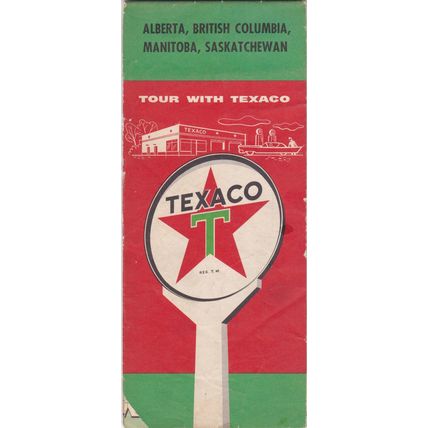 ALBERTA, BRITISH COLUMBIA,
MANITOBA, SASKATCHEWAN
TOUR WITH TEXACO
TEXACO
TEXACO
T
REG. T. M.